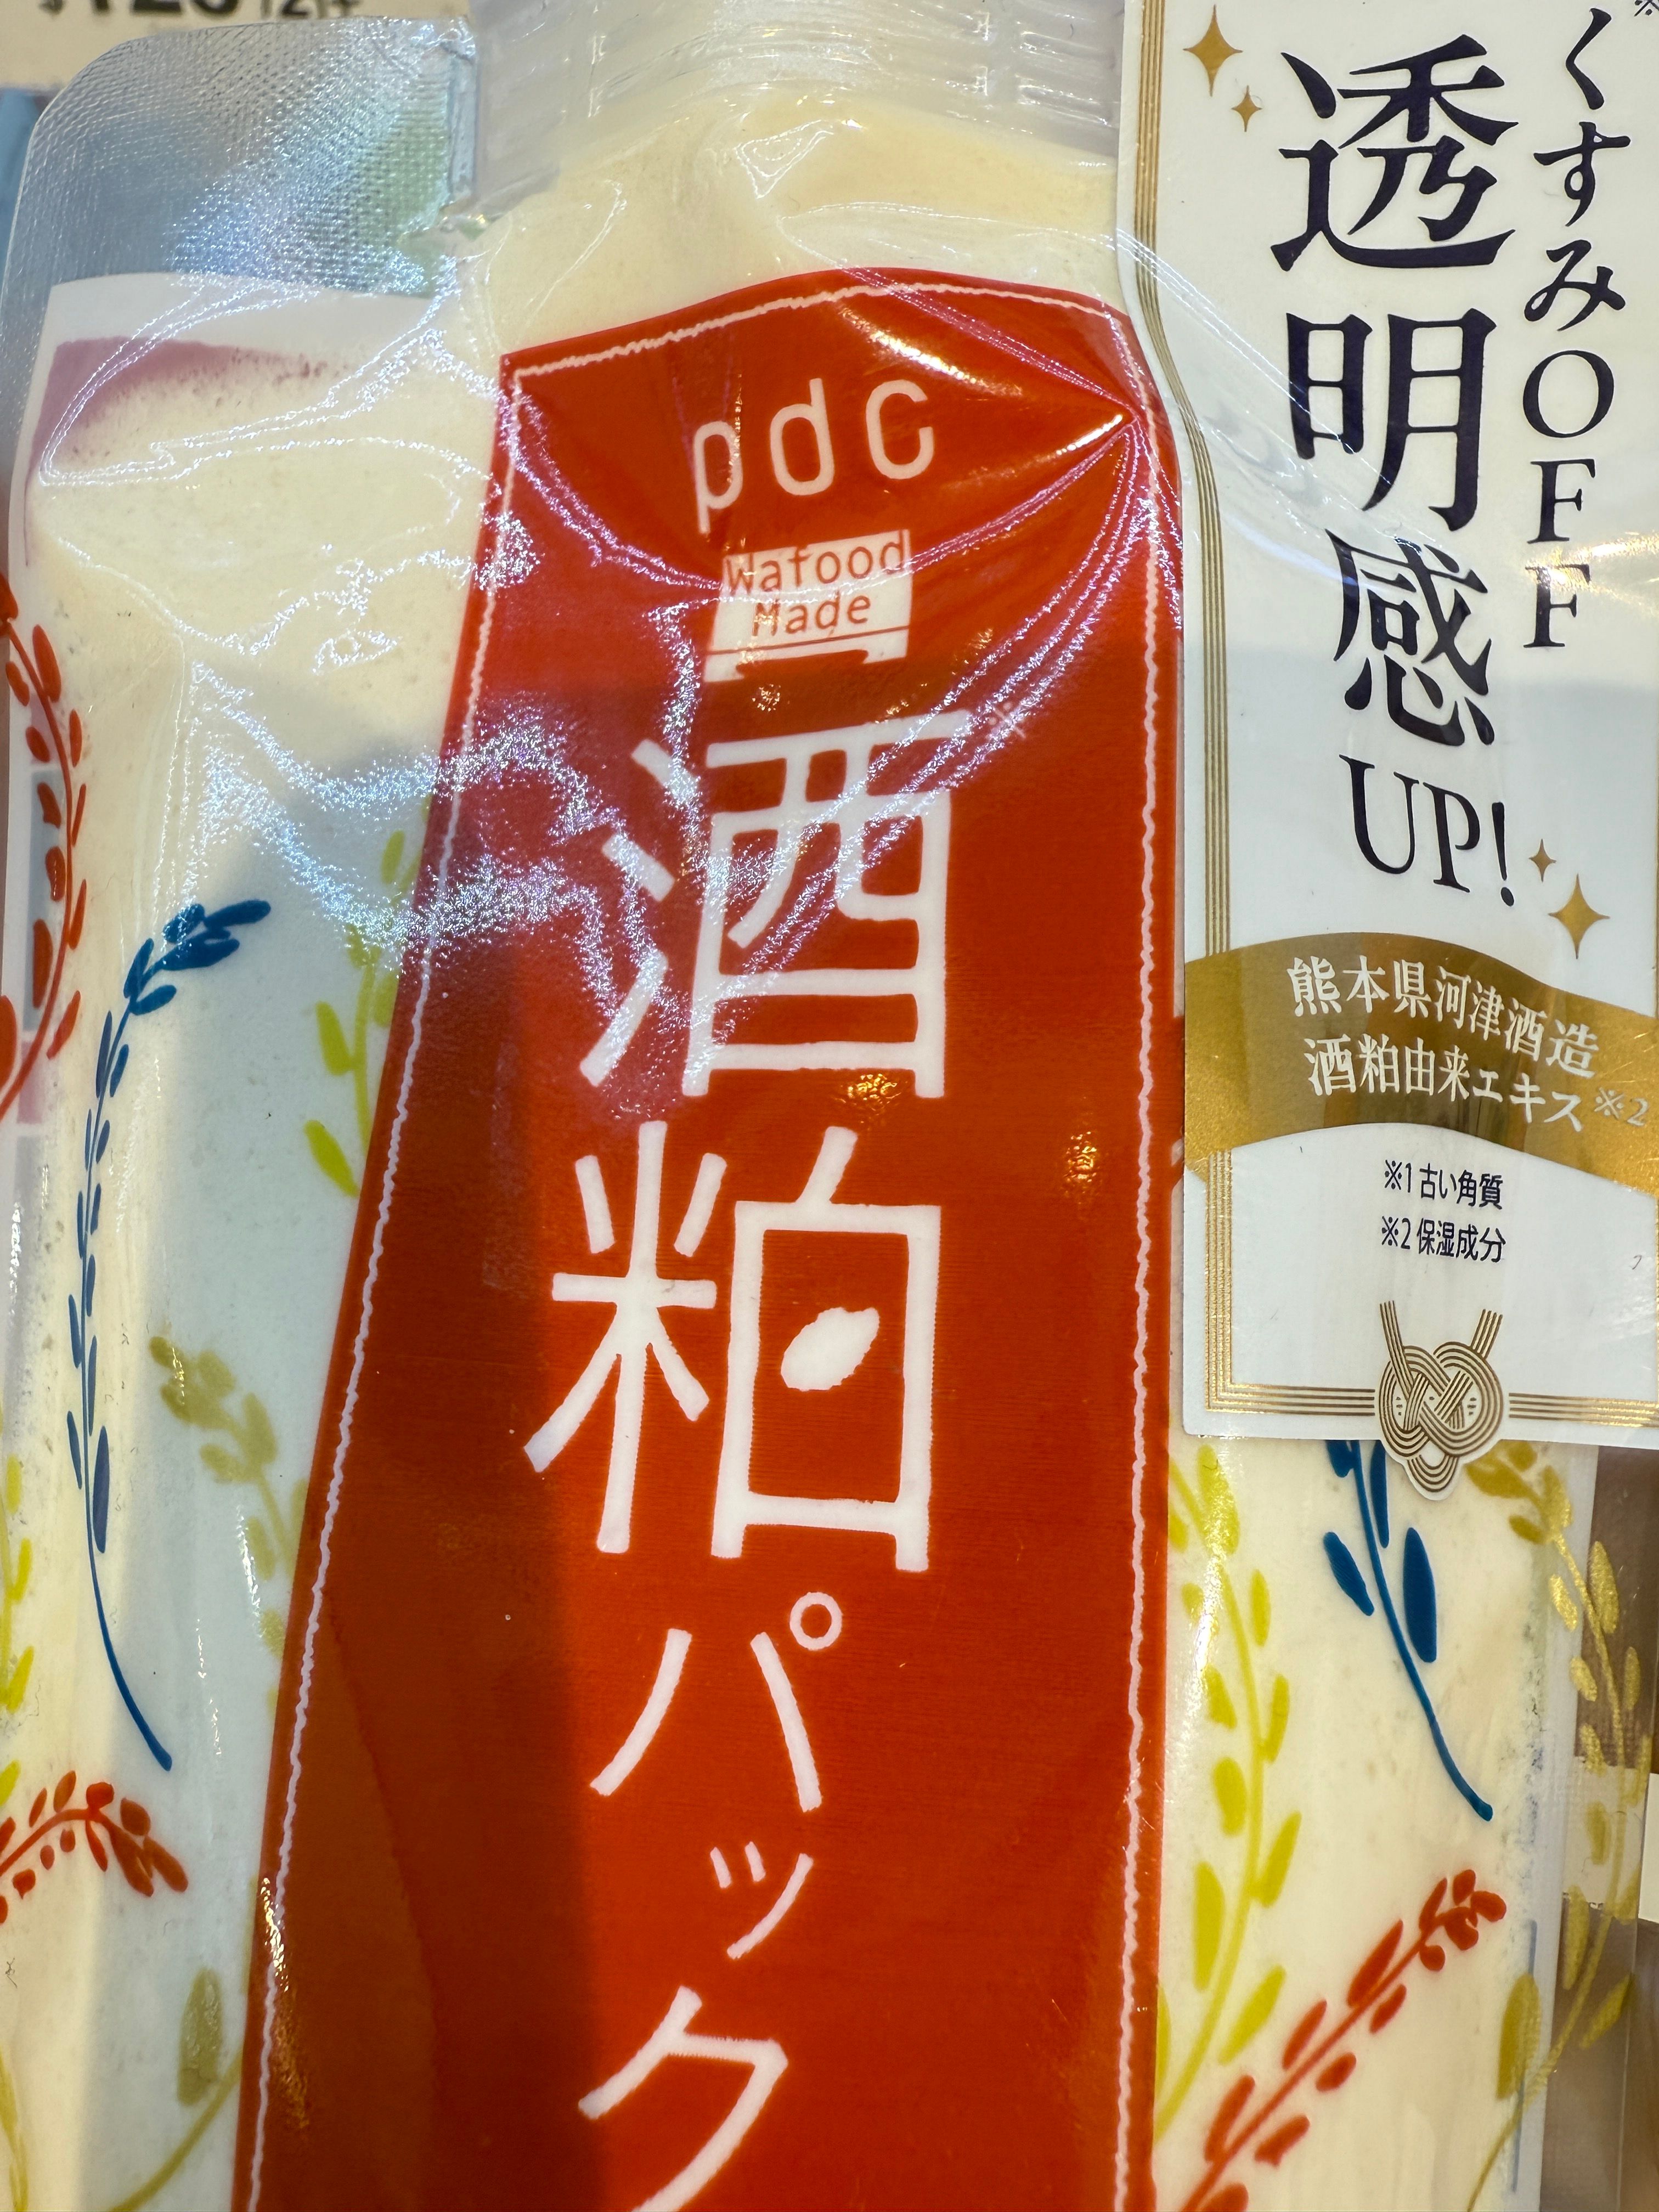 pdc
Wafood
Made
酒粕パック
※
くすみOFF
透明感UP!
熊本県河津酒造
酒粕由来エキス※2
※1 古い角質
※2 保湿成分